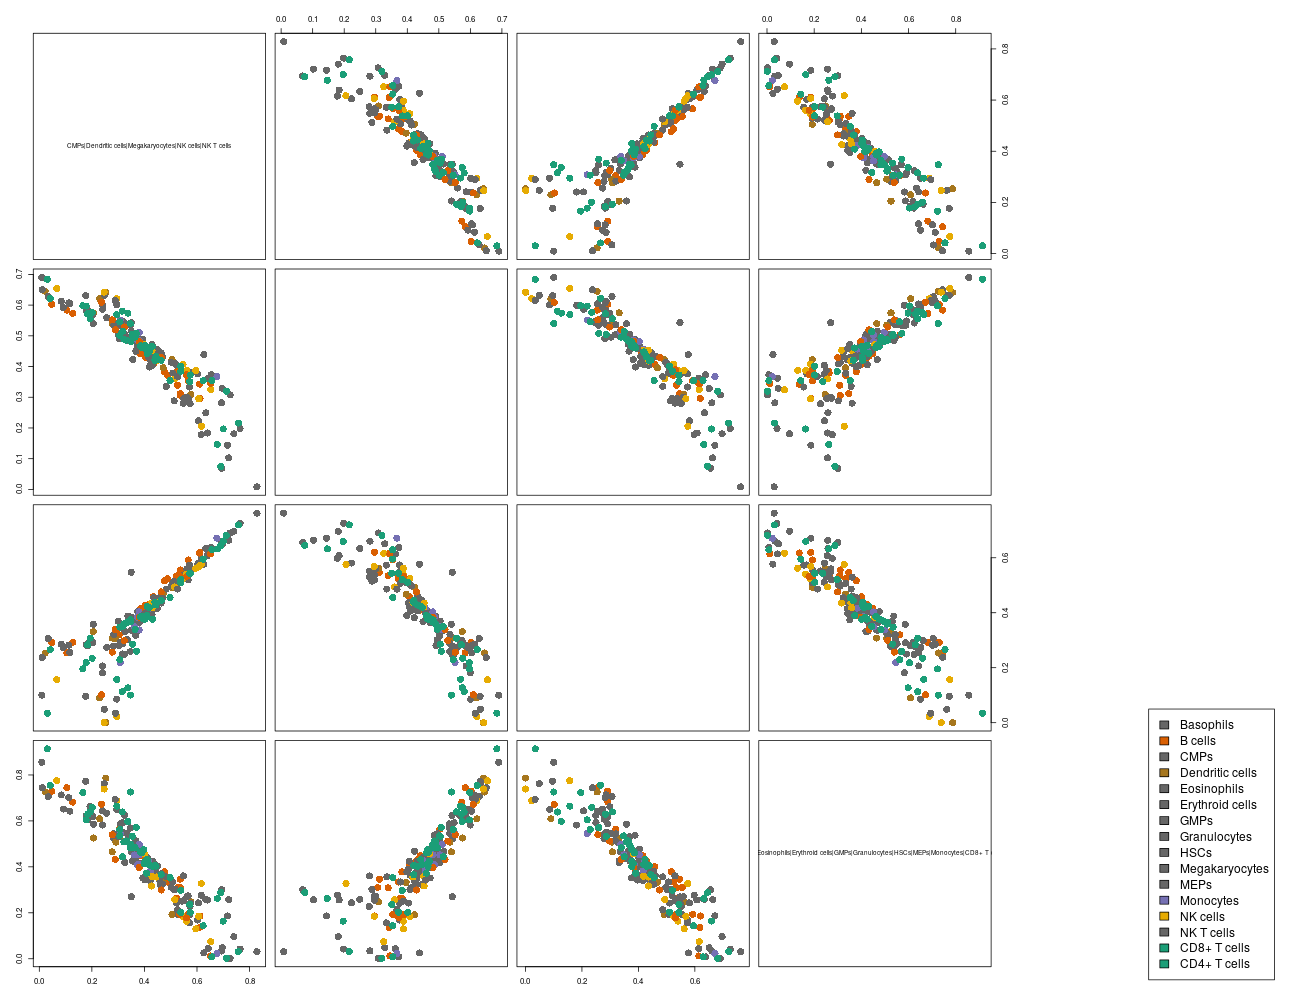 0.0 0.1 0.2 0.3 0.4 0.5 0.6 0.7
0.0 0.2 0.4 0.6 0.8
CMPs|Dendritic cells|Megakaryocytes|NK cells|NK T cells
0.0 0.2 0.4 0.6 0.8
0.0 0.1 0.2 0.3 0.4 0.5 0.6 0.7
0.0 0.2 0.4 0.6
0.0 0.2 0.4 0.6 0.8
Eosinophils|Erythroid cells|GMPs|Granulocytes|HSCs|MEPs|Monocytes|CD8+ T
0.0 0.2 0.4 0.6 0.8
0.0 0.2 0.4 0.6
Basophils
B cells
CMPs
Dendritic cells
Eosinophils
Erythroid cells
GMPs
Granulocytes
HSCs
Megakaryocytes
MEPs
Monocytes
NK cells
NK T cells
CD8+ T cells
CD4+ T cells